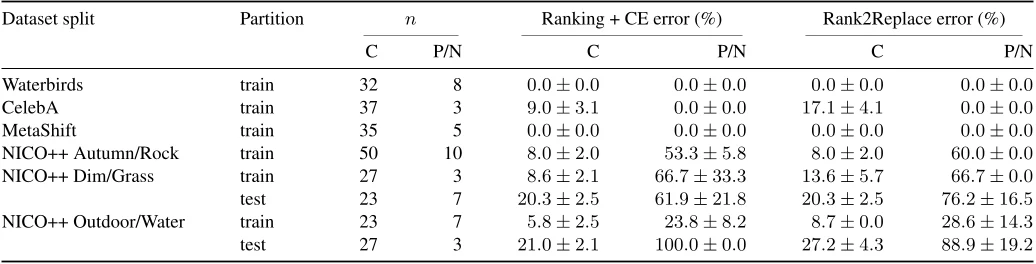 Dataset split Partition n Ranking + CE error (%) Rank2Replace error (%)
C P/N C P/N C P/N
Waterbirds train 32 8 0.0 ± 0.0 0.0 ± 0.0 0.0 ± 0.0 0.0 ± 0.0
CelebA train 37 3 9.0 ± 3.1 0.0 ± 0.0 17.1 ± 4.1 0.0 ± 0.0
MetaShift train 35 5 0.0 ± 0.0 0.0 ± 0.0 0.0 ± 0.0 0.0 ± 0.0
NICO++ Autumn/Rock train 50 10 8.0 ± 2.0 53.3 ± 5.8 8.0 ± 2.0 60.0 ± 0.0
NICO++ Dim/Grass train 27 3 8.6 ± 2.1 66.7 ± 33.3 13.6 ± 5.7 66.7 ± 0.0
test 23 7 20.3 ± 2.5 61.9 ± 21.8 20.3 ± 2.5 76.2 ± 16.5
NICO++ Outdoor/Water train 23 7 5.8 ± 2.5 23.8 ± 8.2 8.7 ± 0.0 28.6 ± 14.3
test 27 3 21.0 ± 2.1 100.0 ± 0.0 27.2 ± 4.3 88.9 ± 19.2